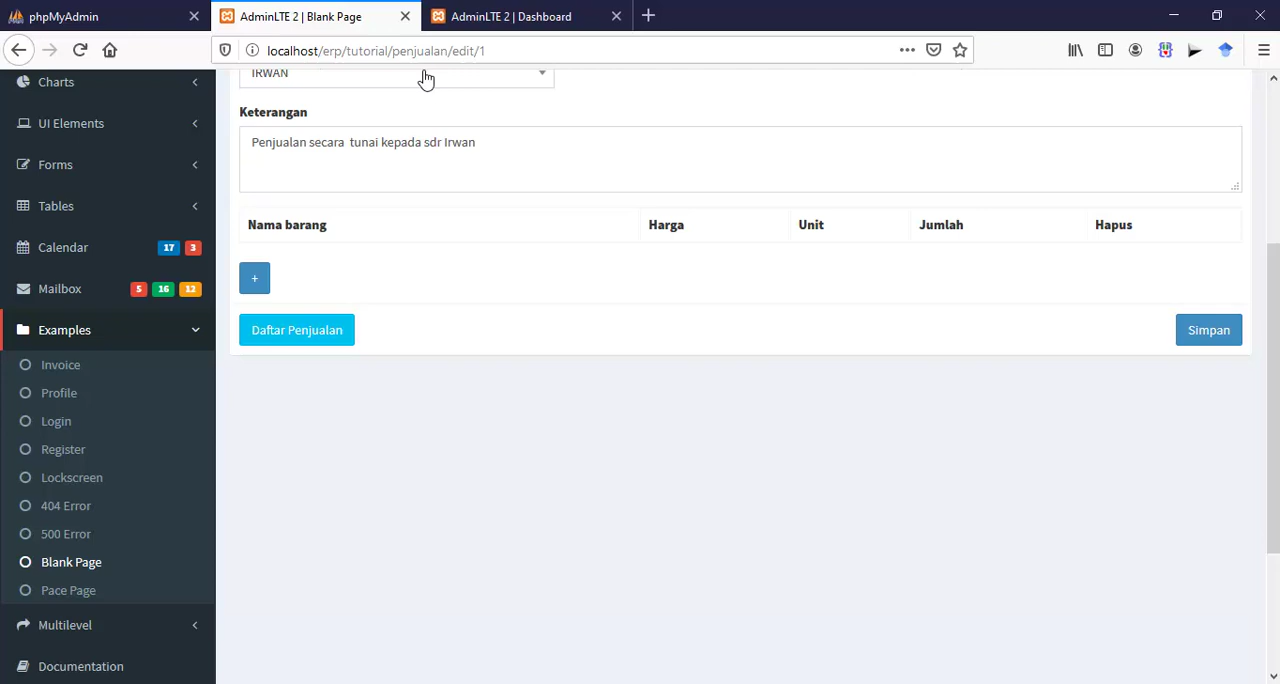 phpMyAdmin
AdminLTE 2 | Blank Page
AdminLTE 2 | Dashboard
localhost/erp/tutorial/penjualan/edit/1
Charts
UI Elements
Forms
Tables
Calendar 17 3
Mailbox 5 16 12
Examples
Invoice
Profile
Login
Register
Lockscreen
404 Error
500 Error
Blank Page
Pace Page
Multilevel
Documentation
IRWAN
Keterangan
Penjualan secara  tunai kepada sdr Irwan
Nama barang Harga Unit Jumlah Hapus
+
Daftar Penjualan Simpan